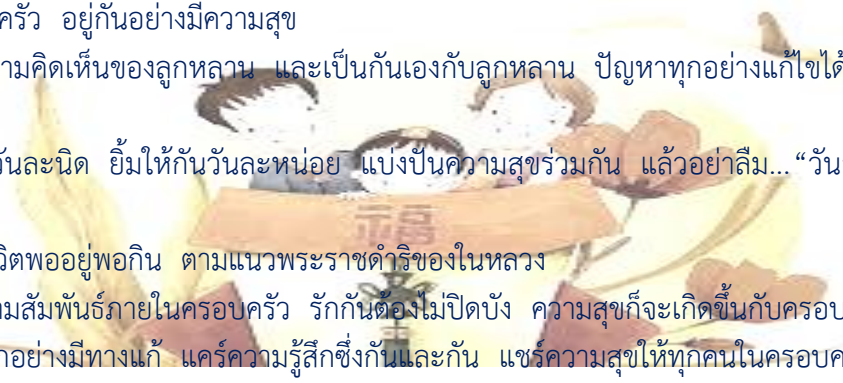 ครัว อยู่กันอย่างมีความสุข
ามคิดเห็นของลูกหลาน และเป็นกันเองกับลูกหลาน ปัญหาทุกอย่างแก้ไขได้
วันละนิด ยิ้มให้กันวันละหน่อย แบ่งปันความสุขร่วมกัน แล้วอย่าลืม...“วัน
福
วิตพออยู่พอกิน ตามแนวพระราชดำริของในหลวง
ามสัมพันธ์ภายในครอบครัว รักกันต้องไม่ปิดบัง ความสุขก็จะเกิดขึ้นกับครอบ
กอย่างมีทางแก้ แคร์ความรู้สึกซึ่งกันและกัน แชร์ความสุขให้ทุกคนในครอบค